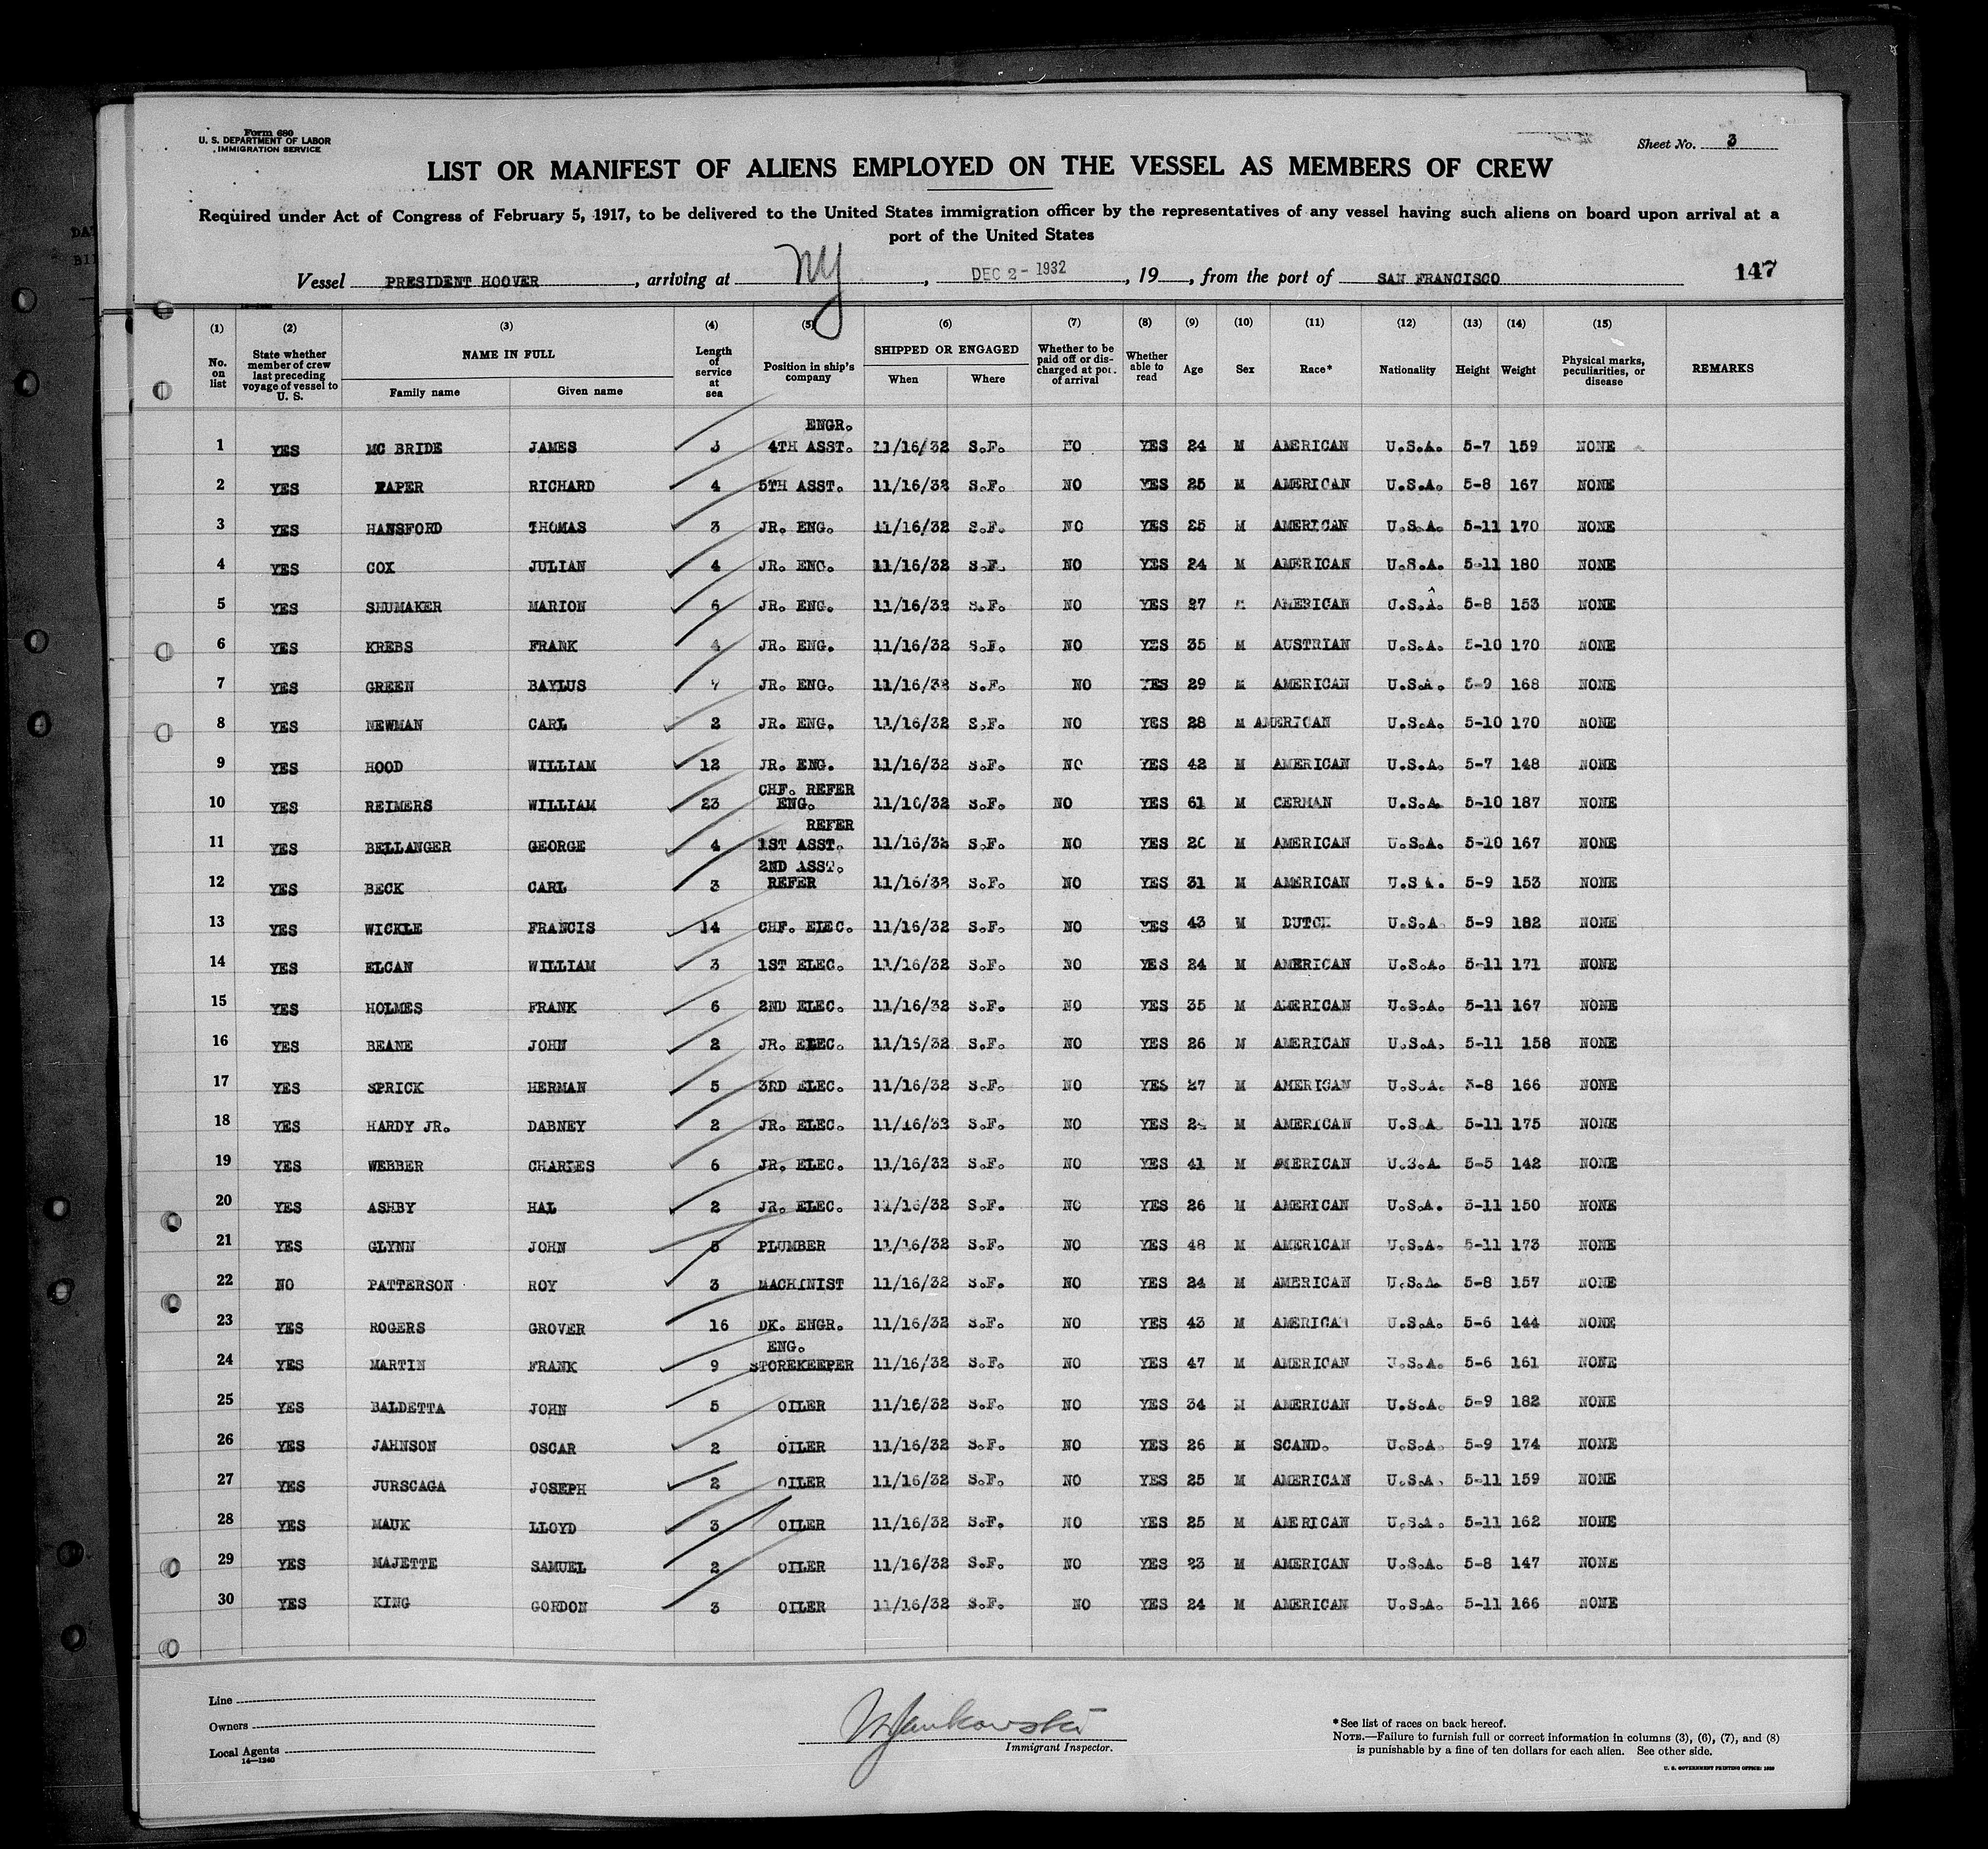 Form 680
U. S. DEPARTMENT OF LABOR
IMMIGRATION SERVICE
Sheet No. 3
LIST OR MANIFEST OF ALIENS EMPLOYED ON THE VESSEL AS MEMBERS OF CREW
Required under Act of Congress of February 5, 1917, to be delivered to the United States immigration officer by the representatives of any vessel having such aliens on board upon arrival at a
port of the United States
Vessel PRESIDENT HOOVER, arriving at NY, DEC 2 - 1932, 19, from the port of SAN FRANCISCO 147
(1) (2) (3) (4) (5) (6) (7) (8) (9) (10) (11) (12) (13) (14) (15)
No. on list State whether member of crew last preceding voyage of vessel to U. S. NAME IN FULL Family name Given name Length of service at sea Position in ship's company SHIPPED OR ENGAGED When Where Whether to be paid off or discharged at port of arrival Whether able to read Age Sex Race* Nationality Height Weight Physical marks, peculiarities, or disease REMARKS
1 YES MC BRIDE JAMES 3 ENGR. 4TH ASST. 11/16/32 S.F. NO YES 24 M AMERICAN U.S.A. 5-7 159 NONE
2 YES RICHARD 4 5TH ASST. 11/16/32 S.F. NO YES 25 M AMERICAN U.S.A. 5-8 167 NONE
3 YES HANSFORD THOMAS 3 JR. ENG. 11/16/32 S.F. NO YES 25 M AMERICAN U.S.A. 5-11 170 NONE
4 YES COX JULIAN 4 JR. ENG. 11/16/32 S.F. NO YES 24 M AMERICAN U.S.A. 5-11 180 NONE
5 YES SHUMAKER MARION 6 JR. ENG. 11/16/32 S.F. NO YES 27 M AMERICAN U.S.A. 5-8 153 NONE
6 YES KREBS FRANK 4 JR. ENG. 11/16/32 S.F. NO YES 35 M AUSTRIAN U.S.A. 5-10 170 NONE
7 YES GREEN BAYLUS JR. ENG. 11/16/32 S.F. NO YES 29 M AMERICAN U.S.A. 5-9 168 NONE
8 YES NEWMAN CARL 2 JR. ENG. 11/16/32 S.F. NO YES 28 M AMERICAN U.S.A. 5-10 170 NONE
9 YES HOOD WILLIAM 12 JR. ENG. 11/16/32 S.F. NO YES 42 M AMERICAN U.S.A. 5-7 148 NONE
10 YES REIMERS WILLIAM 23 CHF. REFER ENG. 11/16/32 S.F. NO YES 61 M GERMAN U.S.A 5-10 187 NONE
11 YES BELLANGER GEORGE 4 REFER 1ST ASST. 11/16/32 S.F. NO YES 26 M AMERICAN U.S.A. 5-10 167 NONE
12 YES BECK CARL 3 2ND ASST. REFER 11/16/32 S.F. NO YES 31 M AMERICAN U.S.A. 5-9 153 NONE
13 YES WICKLE FRANCIS 14 CHF. ELEC. 11/16/32 S.F. NO YES 43 M DUTCH U.S.A 5-9 182 NONE
14 YES ELCAN WILLIAM 3 1ST ELEC. 11/16/32 S.F. NO YES 24 M AMERICAN U.S.A. 5-11 171 NONE
15 YES HOLMES FRANK 6 2ND ELEC. 11/16/32 S.F. NO YES 35 M AMERICAN U.S.A. 5-11 167 NONE
16 YES BEANE JOHN 2 JR. ELEC. 11/16/32 S.F. NO YES 26 M AMERICAN U.S.A. 5-11 158 NONE
17 YES SPRICK HERMAN 5 3RD ELEC. 11/16/32 S.F. NO YES 27 M AMERICAN U.S.A. 5-8 166 NONE
18 YES HARDY JR. DABNEY 2 JR. ELEC. 11/16/32 S.F. NO YES M AMERICAN U.S.A 5-11 175 NONE
19 YES WEBBER CHARLES 6 JR. ELEC. 11/16/32 S.F. NO YES 41 M AMERICAN U.S.A 5-5 142 NONE
20 YES ASHBY HAL 2 JR. ELEC. 11/16/32 S.F. NO YES 26 M AMERICAN U.S.A. 5-11 150 NONE
21 YES GLYNN JOHN 5 PLUMBER 11/16/32 S.F. NO YES 48 M AMERICAN U.S.A. 5-11 173 NONE
22 NO PATTERSON ROY 3 MACHINIST 11/16/32 S.F. NO YES 24 M AMERICAN U.S.A. 5-8 157 NONE
23 YES ROGERS GROVER 16 DK. ENGR. 11/16/32 S.F. NO YES 43 M AMERICAN U.S.A. 5-6 144 NONE
24 YES MARTIN FRANK 9 ENG. STOREKEEPER 11/16/32 S.F. NO YES 47 M AMERICAN U.S.A. 5-6 161 NONE
25 YES BALDETTA JOHN 5 OILER 11/16/32 S.F. NO YES 34 M AMERICAN U.S.A. 5-9 182 NONE
26 YES JAHNSON OSCAR 2 OILER 11/16/32 S.F. NO YES 26 M SCAND. U.S.A. 5-9 174 NONE
27 YES JURSCAGA JOSEPH 2 OILER 11/16/32 S.F. NO YES 25 M AMERICAN U.S.A. 5-11 159 NONE
28 YES MAUK LLOYD 3 OILER 11/16/32 S.F. NO YES 25 M AMERICAN U.S.A. 5-11 162 NONE
29 YES MAJETTE SAMUEL 2 OILER 11/16/32 S.F. NO YES 23 M AMERICAN U.S.A. 5-8 147 NONE
30 YES KING GORDON 3 OILER 11/16/32 S.F. NO YES 24 M AMERICAN U.S.A. 5-11 166 NONE
Line
Owners
Local Agents
14—1240
Wjankowski
Immigrant Inspector.
*See list of races on back hereof.
NOTE.—Failure to furnish full or correct information in columns (3), (6), (7), and (8)
is punishable by a fine of ten dollars for each alien. See other side.
U. S. GOVERNMENT PRINTING OFFICE: